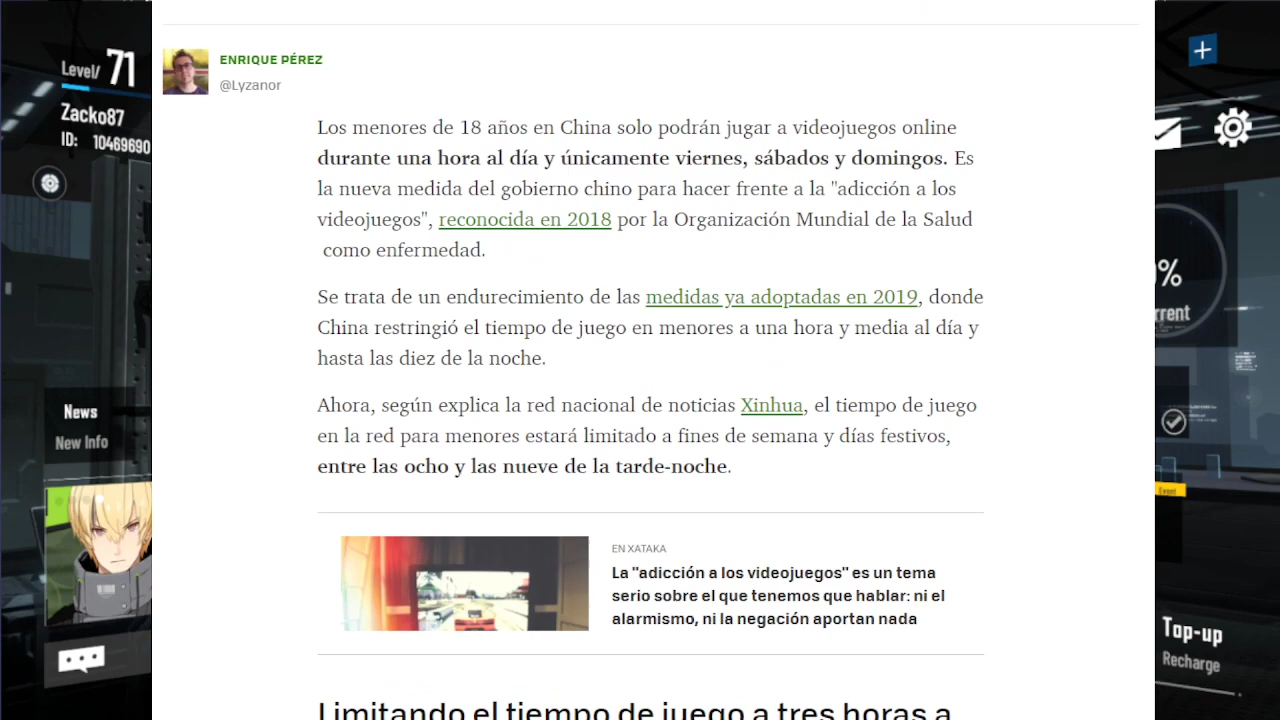 Level/ 71
Zacko87
ID: 10469690
News
New Info
ENRIQUE PÉREZ
@Lyzanor
Los menores de 18 años en China solo podrán jugar a videojuegos online
durante una hora al día y únicamente viernes, sábados y domingos. Es
la nueva medida del gobierno chino para hacer frente a la "adicción a los
videojuegos", reconocida en 2018 por la Organización Mundial de la Salud
como enfermedad.
Se trata de un endurecimiento de las medidas ya adoptadas en 2019, donde
China restringió el tiempo de juego en menores a una hora y media al día y
hasta las diez de la noche.
Ahora, según explica la red nacional de noticias Xinhua, el tiempo de juego
en la red para menores estará limitado a fines de semana y días festivos,
entre las ocho y las nueve de la tarde-noche.
EN XATAKA
La "adicción a los videojuegos" es un tema
serio sobre el que tenemos que hablar: ni el
alarmismo, ni la negación aportan nada
Limitando el tiempo de juego a tres horas a
%
rrent
Event
Top-up
Recharge